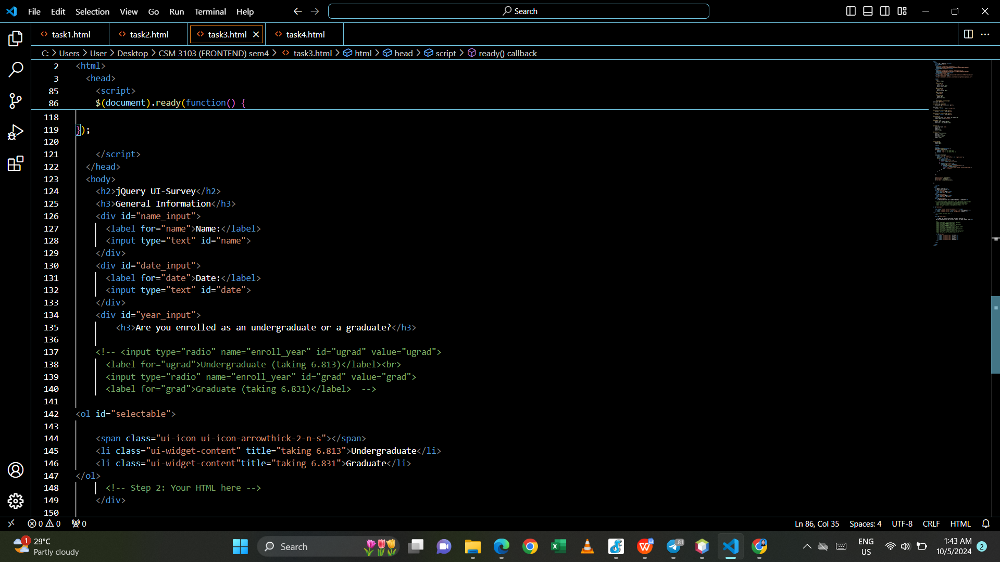 File Edit Selection View Go Run Terminal Help
Search
task1.html task2.html task3.html task4.html
C: > Users > User > Desktop > CSM 3103 (FRONTEND) sem4 > task3.html > html > head > script > ready() callback
2 <html>
3 <head>
85 <script>
86 $(document).ready(function() {
118
119 });
120
121 </script>
122 </head>
123 <body>
124 <h2>jQuery UI-Survey</h2>
125 <h3>General Information</h3>
126 <div id="name_input">
127 <label for="name">Name:</label>
128 <input type="text" id="name">
129 </div>
130 <div id="date_input">
131 <label for="date">Date:</label>
132 <input type="text" id="date">
133 </div>
134 <div id="year_input">
135 <h3>Are you enrolled as an undergraduate or a graduate?</h3>
136
137 <!-- <input type="radio" name="enroll_year" id="ugrad" value="ugrad">
138 <label for="ugrad">Undergraduate (taking 6.813)</label><br>
139 <input type="radio" name="enroll_year" id="grad" value="grad">
140 <label for="grad">Graduate (taking 6.831)</label>  -->
141
142 <ol id="selectable">
143
144 <span class="ui-icon ui-icon-arrowthick-2-n-s"></span>
145 <li class="ui-widget-content" title="taking 6.813">Undergraduate</li>
146 <li class="ui-widget-content"title="taking 6.831">Graduate</li>
147 </ol>
148 <!-- Step 2: Your HTML here -->
149 </div>
150
0 0 0 Ln 86, Col 35 Spaces: 4 UTF-8 CRLF HTML
1 29°C
Partly cloudy
Search
81
ENG
US
1:43 AM
10/5/2024
2